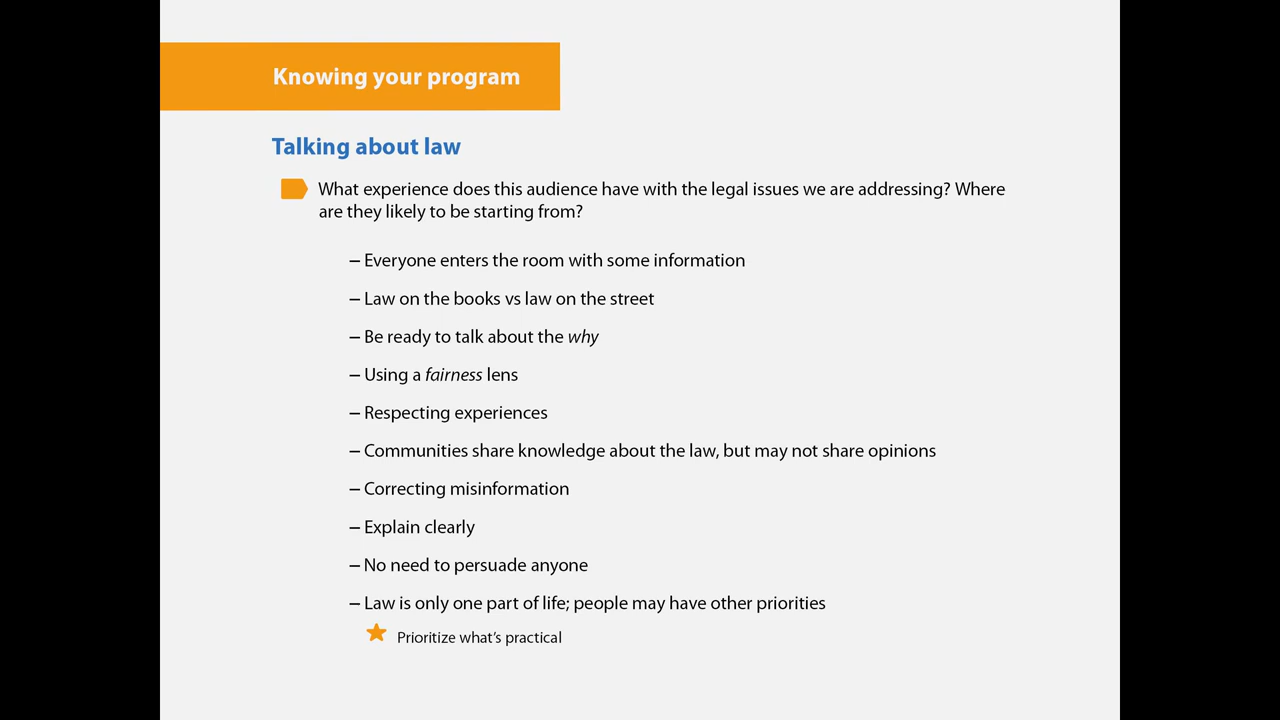 Knowing your program
Talking about law
What experience does this audience have with the legal issues we are addressing? Where
are they likely to be starting from?
– Everyone enters the room with some information
– Law on the books vs law on the street
– Be ready to talk about the why
– Using a fairness lens
– Respecting experiences
– Communities share knowledge about the law, but may not share opinions
– Correcting misinformation
– Explain clearly
– No need to persuade anyone
– Law is only one part of life; people may have other priorities
Prioritize what’s practical